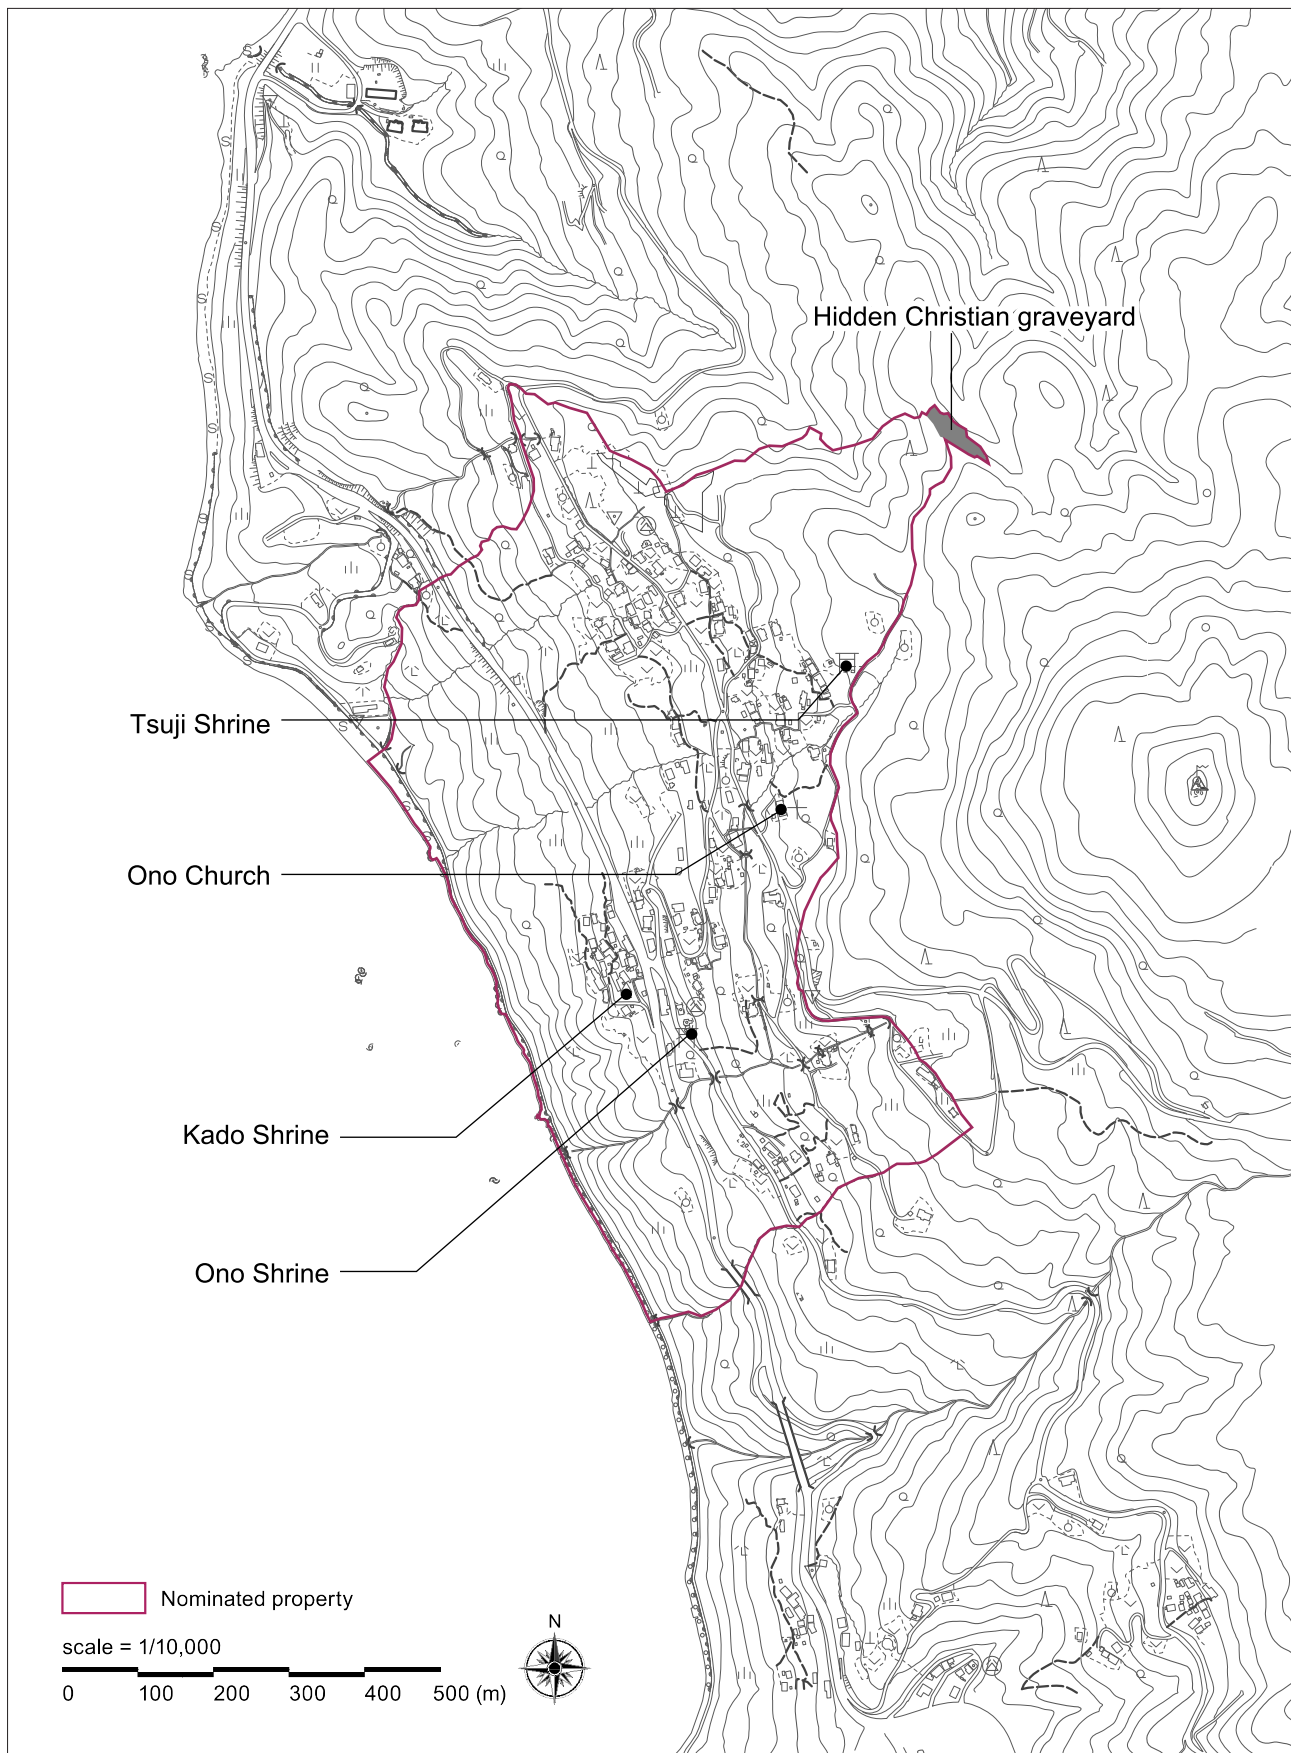 Hidden Christian graveyard
Tsuji Shrine
Ono Church
Kado Shrine
Ono Shrine
Nominated property
scale = 1/10,000
0 100 200 300 400 500 (m)
N